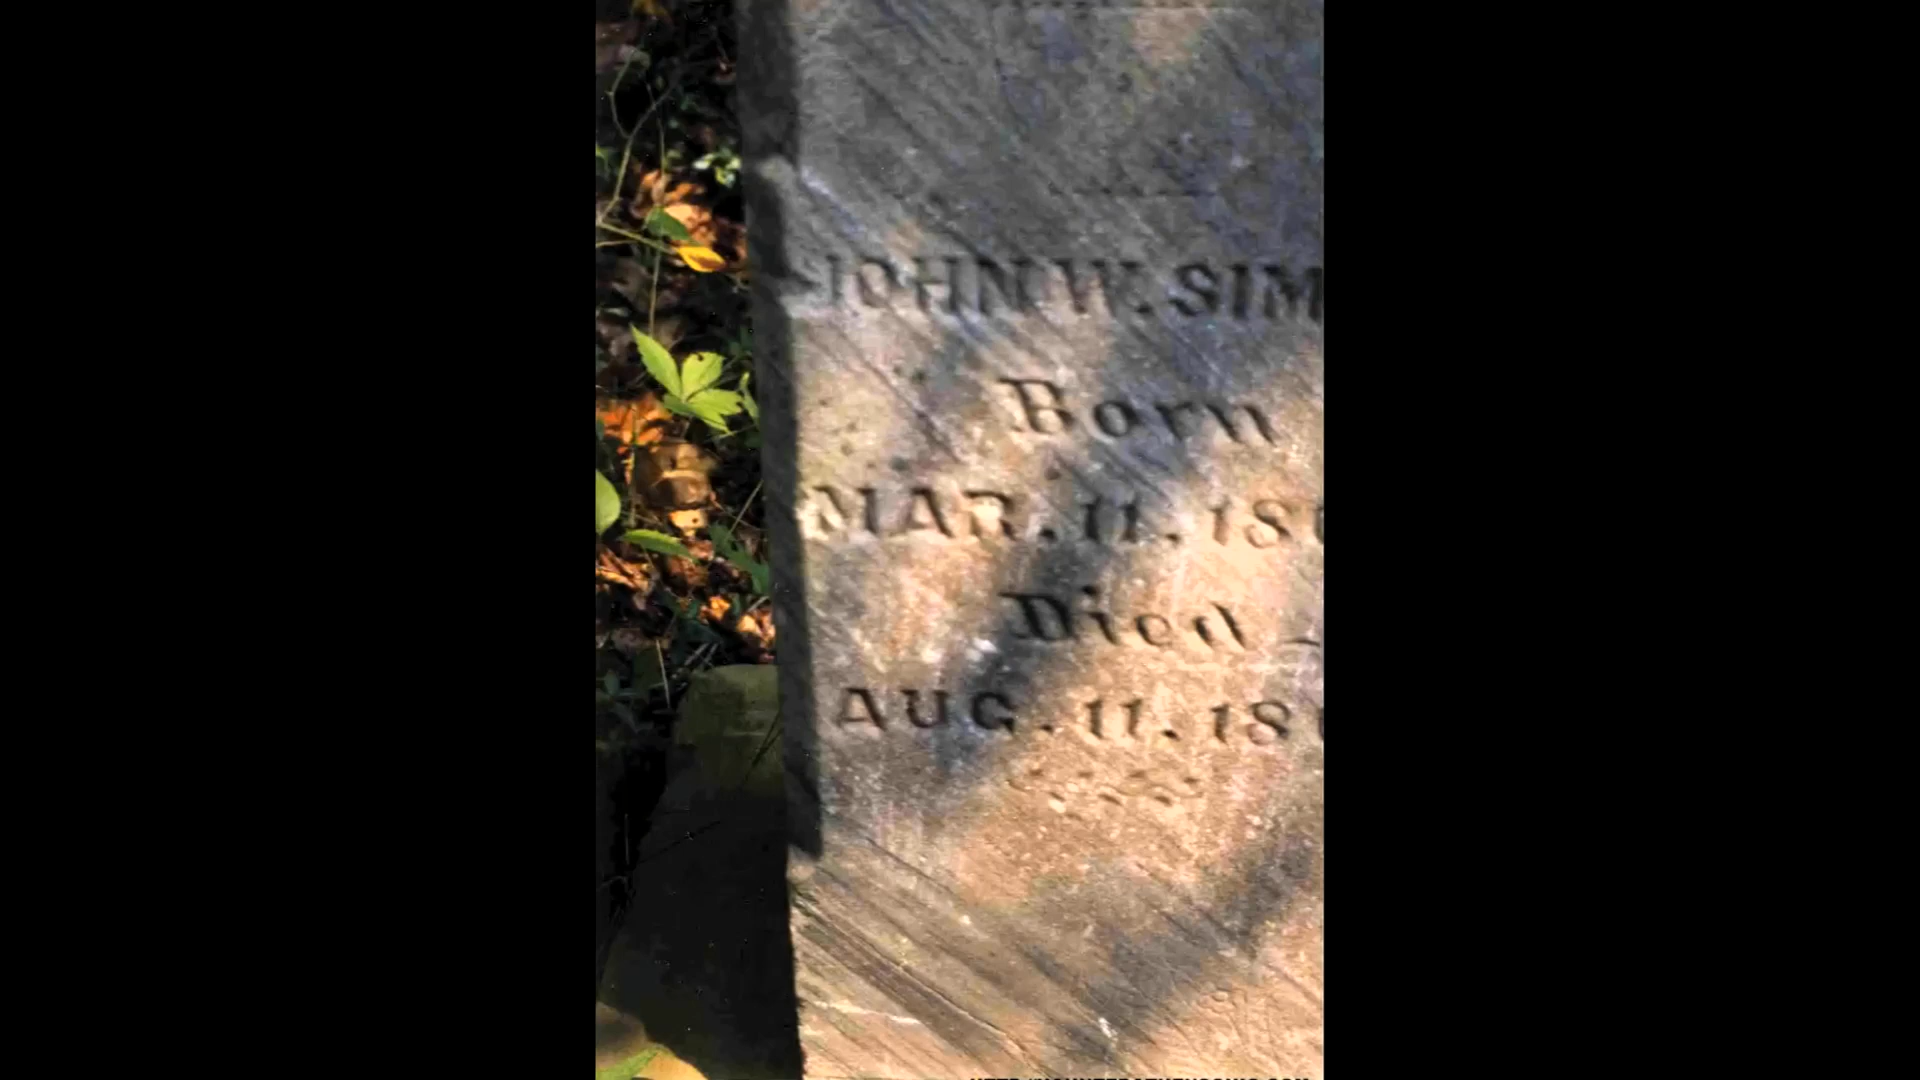 JOHN W. SIM
Born
MAR. 11. 18
Died
AUG. 11. 18